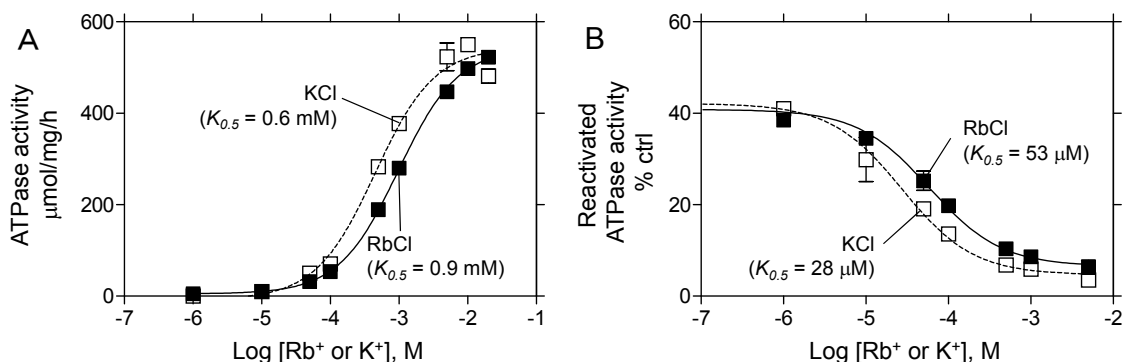 A
ATPase activity
μmol/mg/h
600
400
200
0
KCl
(K0.5 = 0.6 mM)
RbCl
(K0.5 = 0.9 mM)
-7 -6 -5 -4 -3 -2 -1
Log [Rb+ or K+], M
B
Reactivated
ATPase activity
% ctrl
60
40
20
0
RbCl
(K0.5 = 53 μM)
KCl
(K0.5 = 28 μM)
-7 -6 -5 -4 -3 -2
Log [Rb+ or K+], M